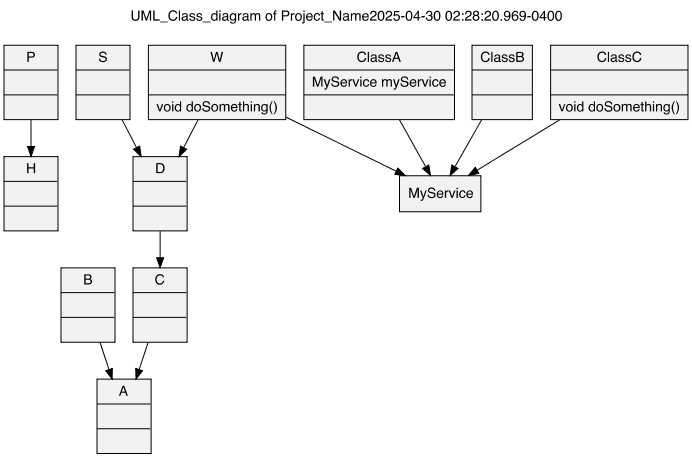 UML_Class_diagram of Project_Name2025-04-30 02:28:20.969-0400
P
S
W
ClassA
ClassB
ClassC
MyService myService
void doSomething()
void doSomething()
H
D
MyService
B
C
A